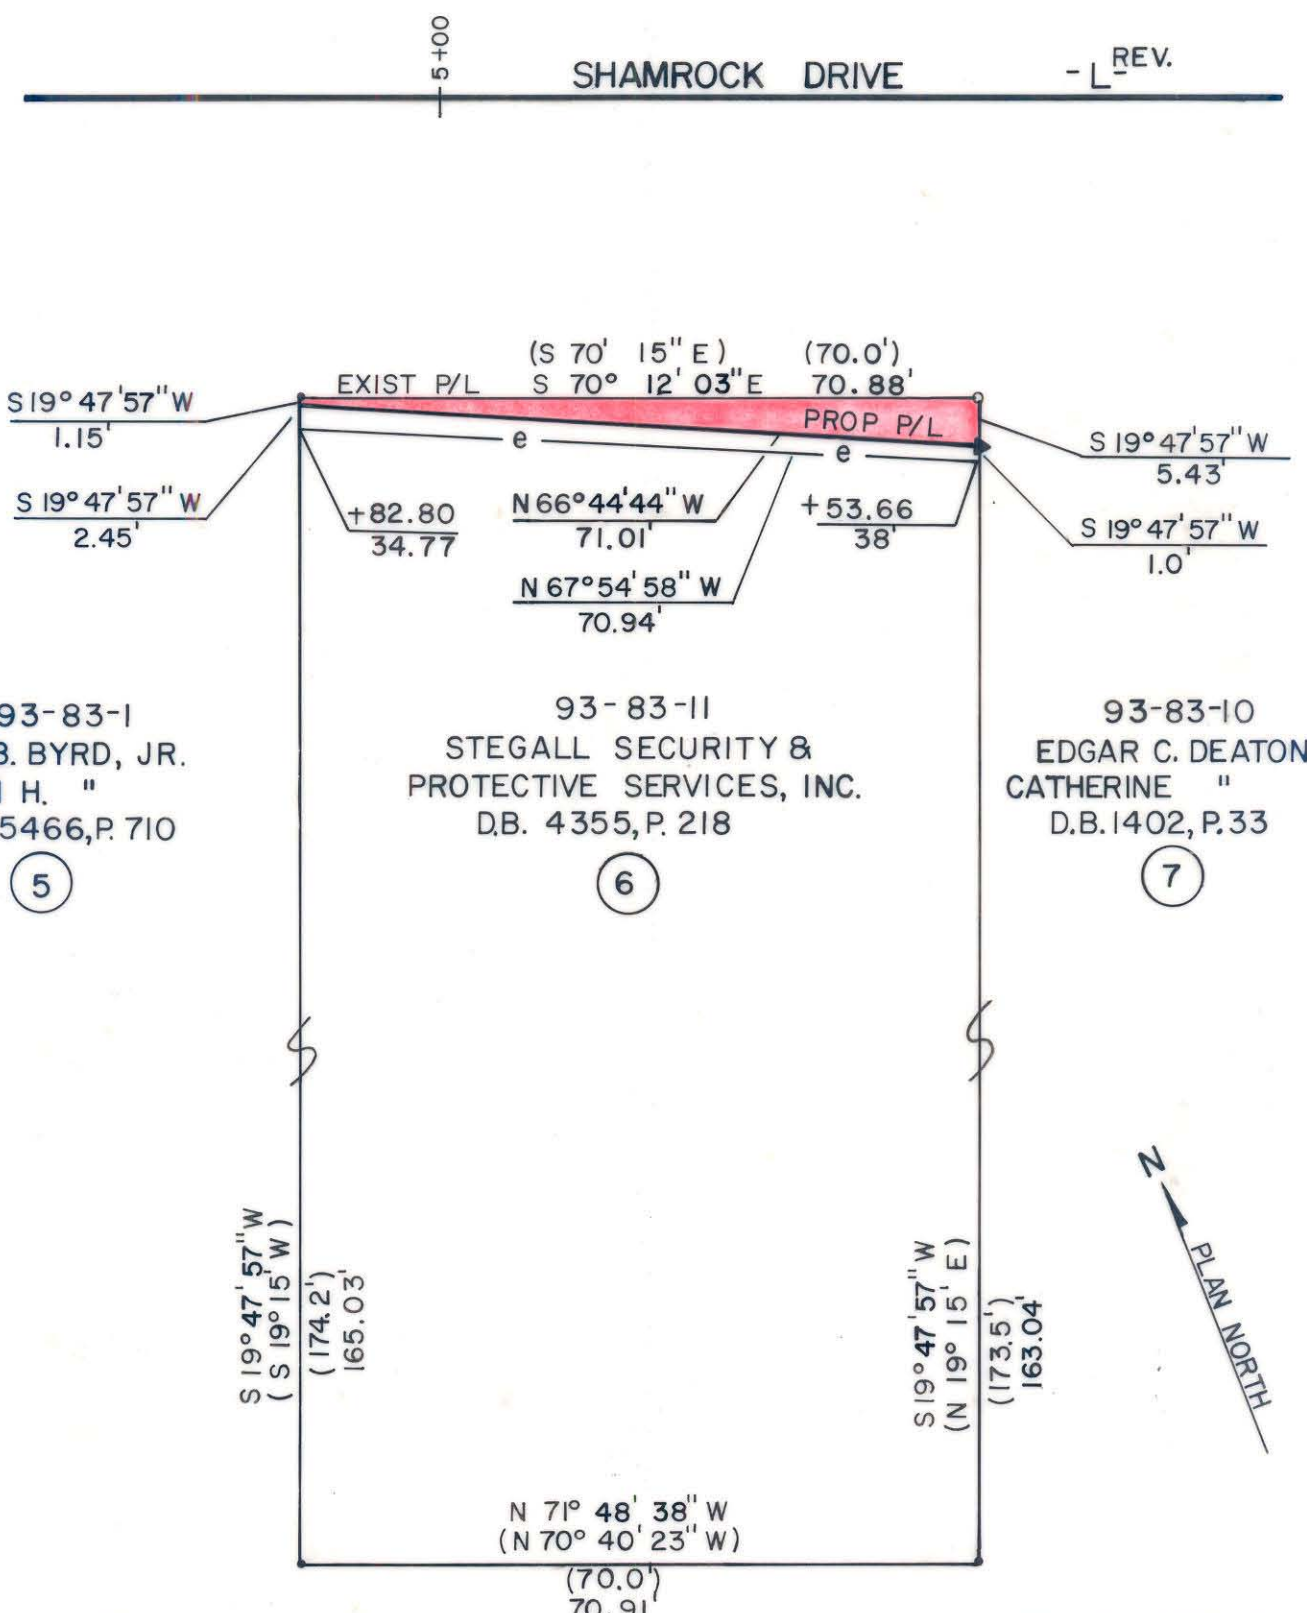 5+00
SHAMROCK DRIVE -L- REV.
(S 70' 15" E) (70.0')
EXIST P/L S 70° 12' 03" E 70.88'
S 19° 47' 57" W
1.15'
PROP P/L
S 19° 47' 57" W
5.43'
e
e
S 19° 47' 57" W
2.45'
+82.80
34.77
N 66° 44' 44" W
71.01'
+53.66
38'
S 19° 47' 57" W
1.0'
N 67° 54' 58" W
70.94'
93-83-1
B. BYRD, JR.
H. "
5466, P. 710
5
93-83-11
STEGALL SECURITY &
PROTECTIVE SERVICES, INC.
D.B. 4355, P. 218
6
93-83-10
EDGAR C. DEATON
CATHERINE "
D.B. 1402, P. 33
7
S 19° 47' 57" W
(S 19° 15' W)
(174.2')
165.03'
S 19° 47' 57" W
(N 19° 15' E)
(173.5')
163.04'
N
PLAN NORTH
N 71° 48' 38" W
(N 70° 40' 23" W)
(70.0')
70.91'